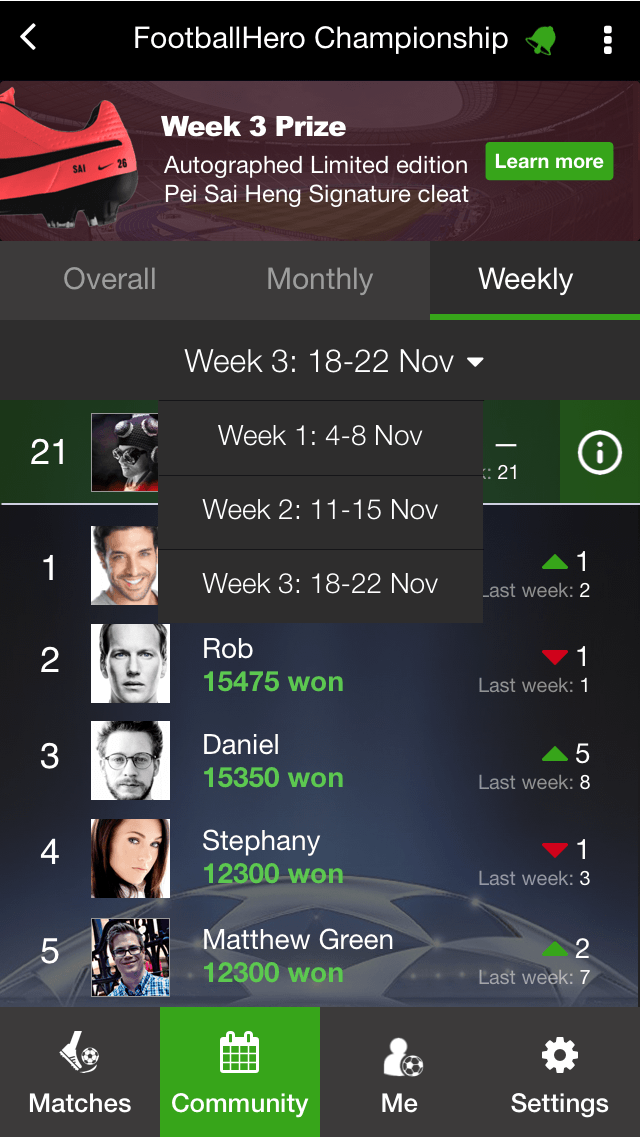 FootballHero Championship
Week 3 Prize
Autographed Limited edition
Pei Sai Heng Signature cleat
Learn more
SAI 26
Overall Monthly Weekly
Week 3: 18-22 Nov
Week 1: 4-8 Nov
Week 2: 11-15 Nov
Week 3: 18-22 Nov
21
: 21
1
1
Last week: 2
2
Rob
15475 won
1
Last week: 1
3
Daniel
15350 won
5
Last week: 8
4
Stephany
12300 won
1
Last week: 3
5
Matthew Green
12300 won
2
Last week: 7
Matches Community Me Settings